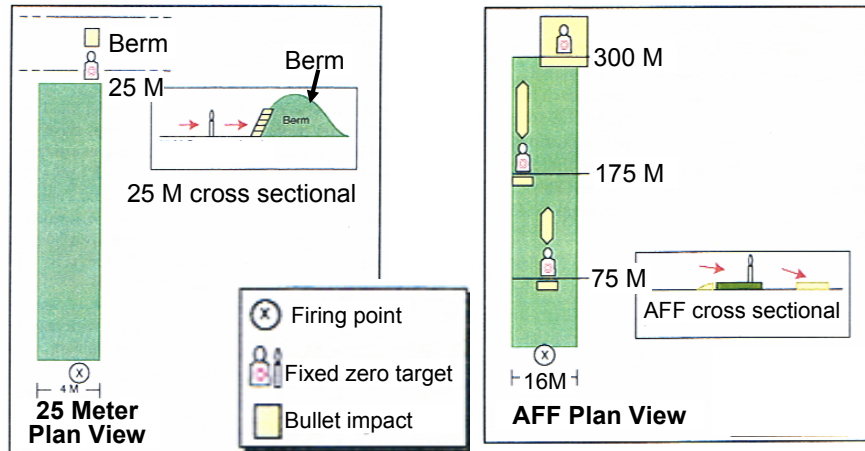 Berm
25 M
Berm
Berm
25 M cross sectional
X
4 M
25 Meter
Plan View
X
Firing point
Fixed zero target
Bullet impact
300 M
175 M
75 M
AFF cross sectional
X
16M
AFF Plan View